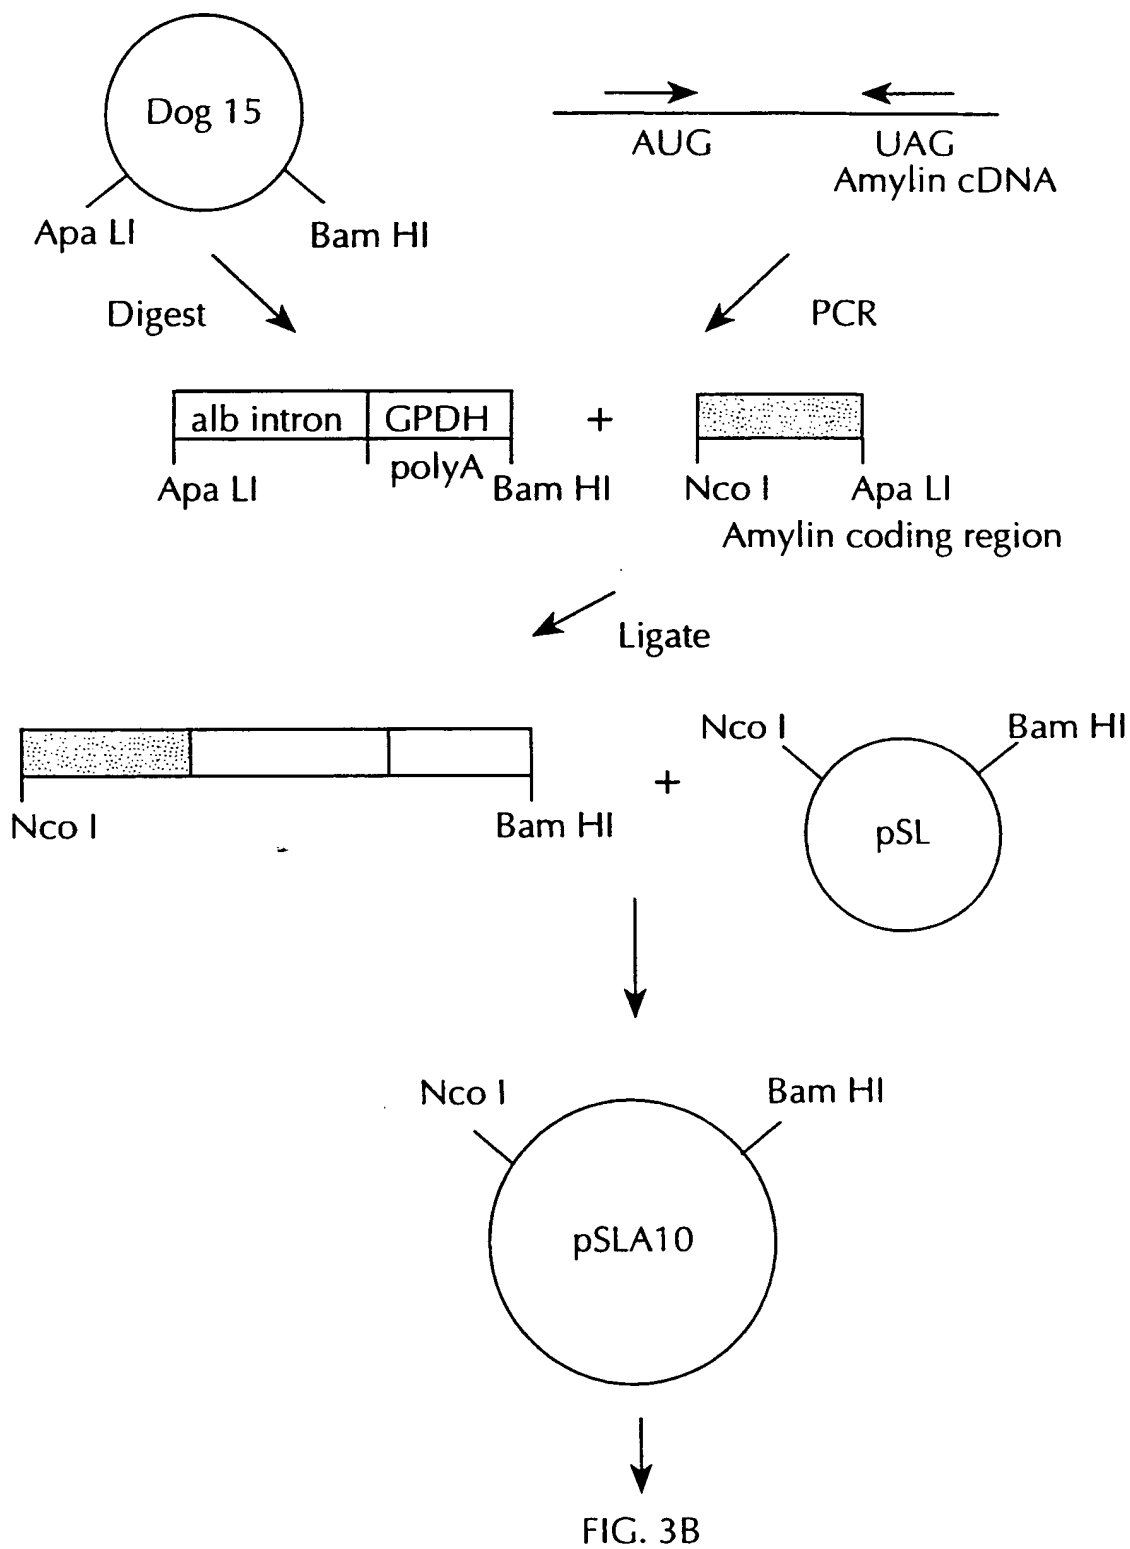 Dog 15
AUG
UAG
Amylin cDNA
Apa LI
Bam HI
Digest
PCR
alb intron
GPDH
+
polyA
Apa LI
Bam HI
Nco I
Apa LI
Amylin coding region
Ligate
Nco I
Bam HI
+
pSL
Nco I
Bam HI
Nco I
Bam HI
pSLA10
FIG. 3B